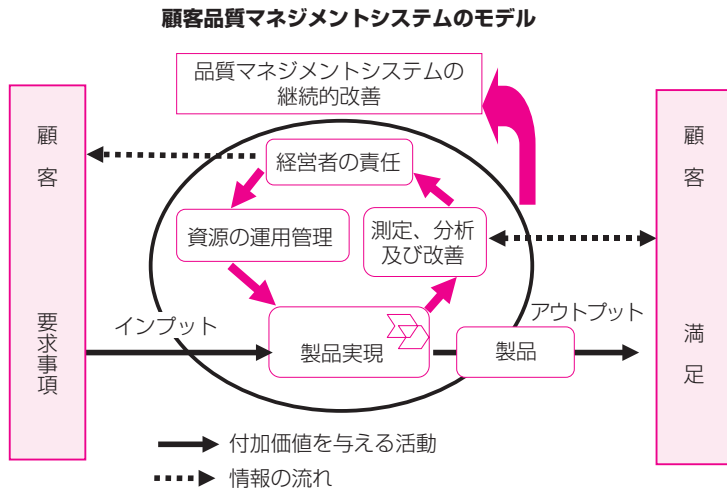 顧客品質マネジメントシステムのモデル
品質マネジメントシステムの
継続的改善
顧客
要求事項
経営者の責任
資源の運用管理
測定、分析
及び改善
インプット
製品実現
製品
アウトプット
顧客
満足
付加価値を与える活動
情報の流れ